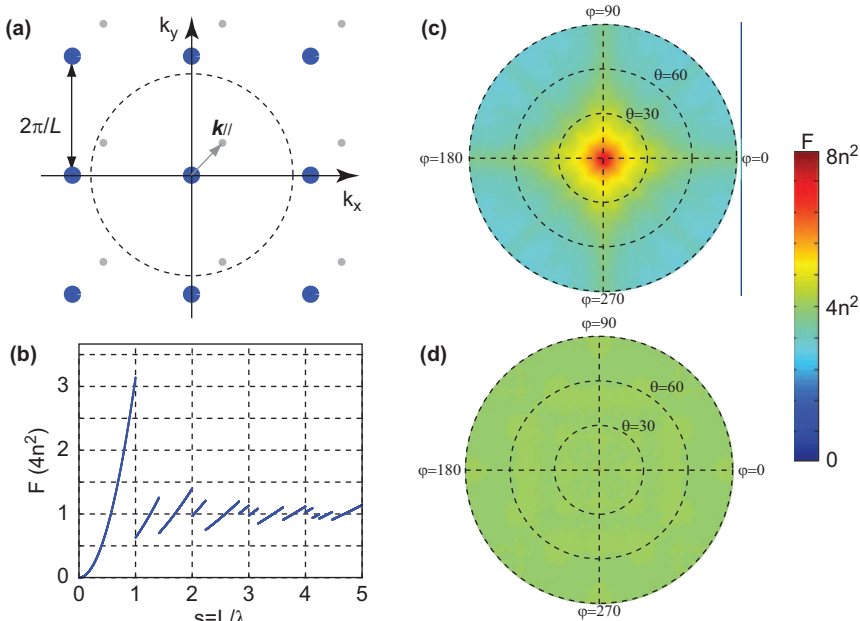 (a)
k_y
2π/L
k//
k_x
(b)
F (4n²)
3
2
1
0
0 1 2 3 4 5
s=L/λ
(c)
φ=90
θ=60
θ=30
φ=180
φ=0
φ=270
F
8n²
4n²
0
(d)
φ=90
θ=60
θ=30
φ=180
φ=0
φ=270